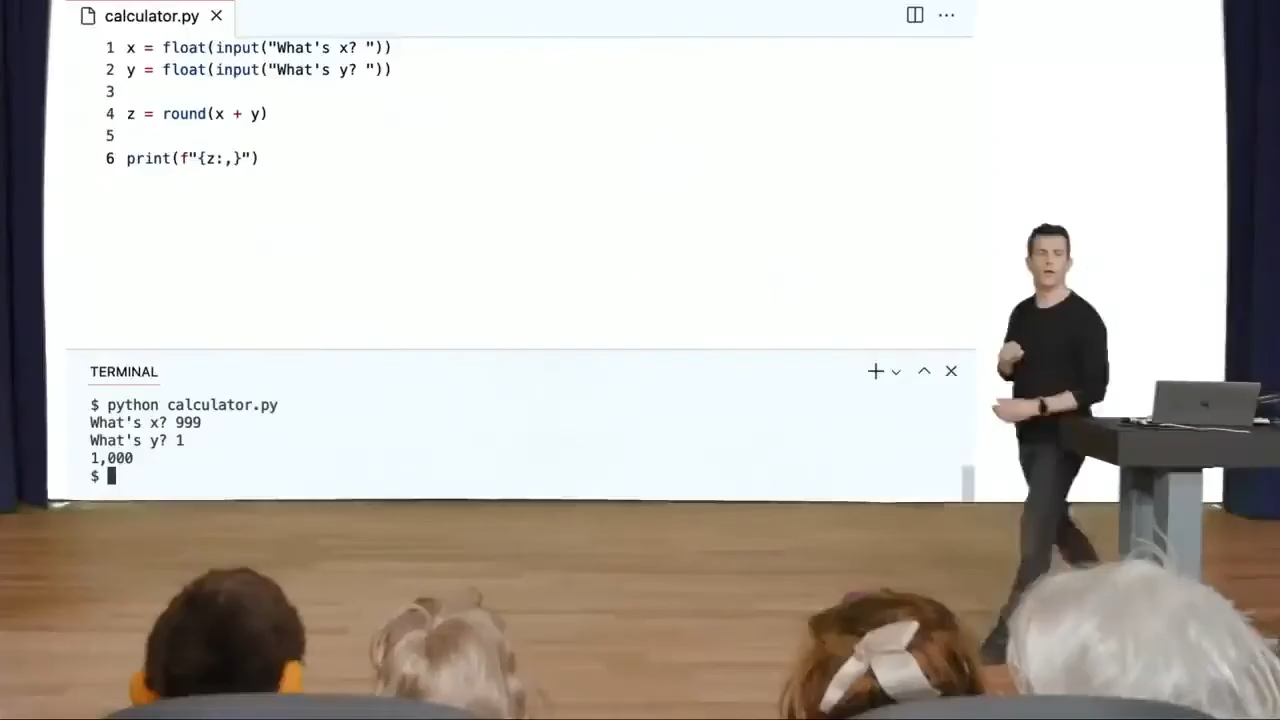 calculator.py
1 x = float(input("What's x? "))
2 y = float(input("What's y? "))
3
4 z = round(x + y)
5
6 print(f"{z:,}")
TERMINAL
$ python calculator.py
What's x? 999
What's y? 1
1,000
$